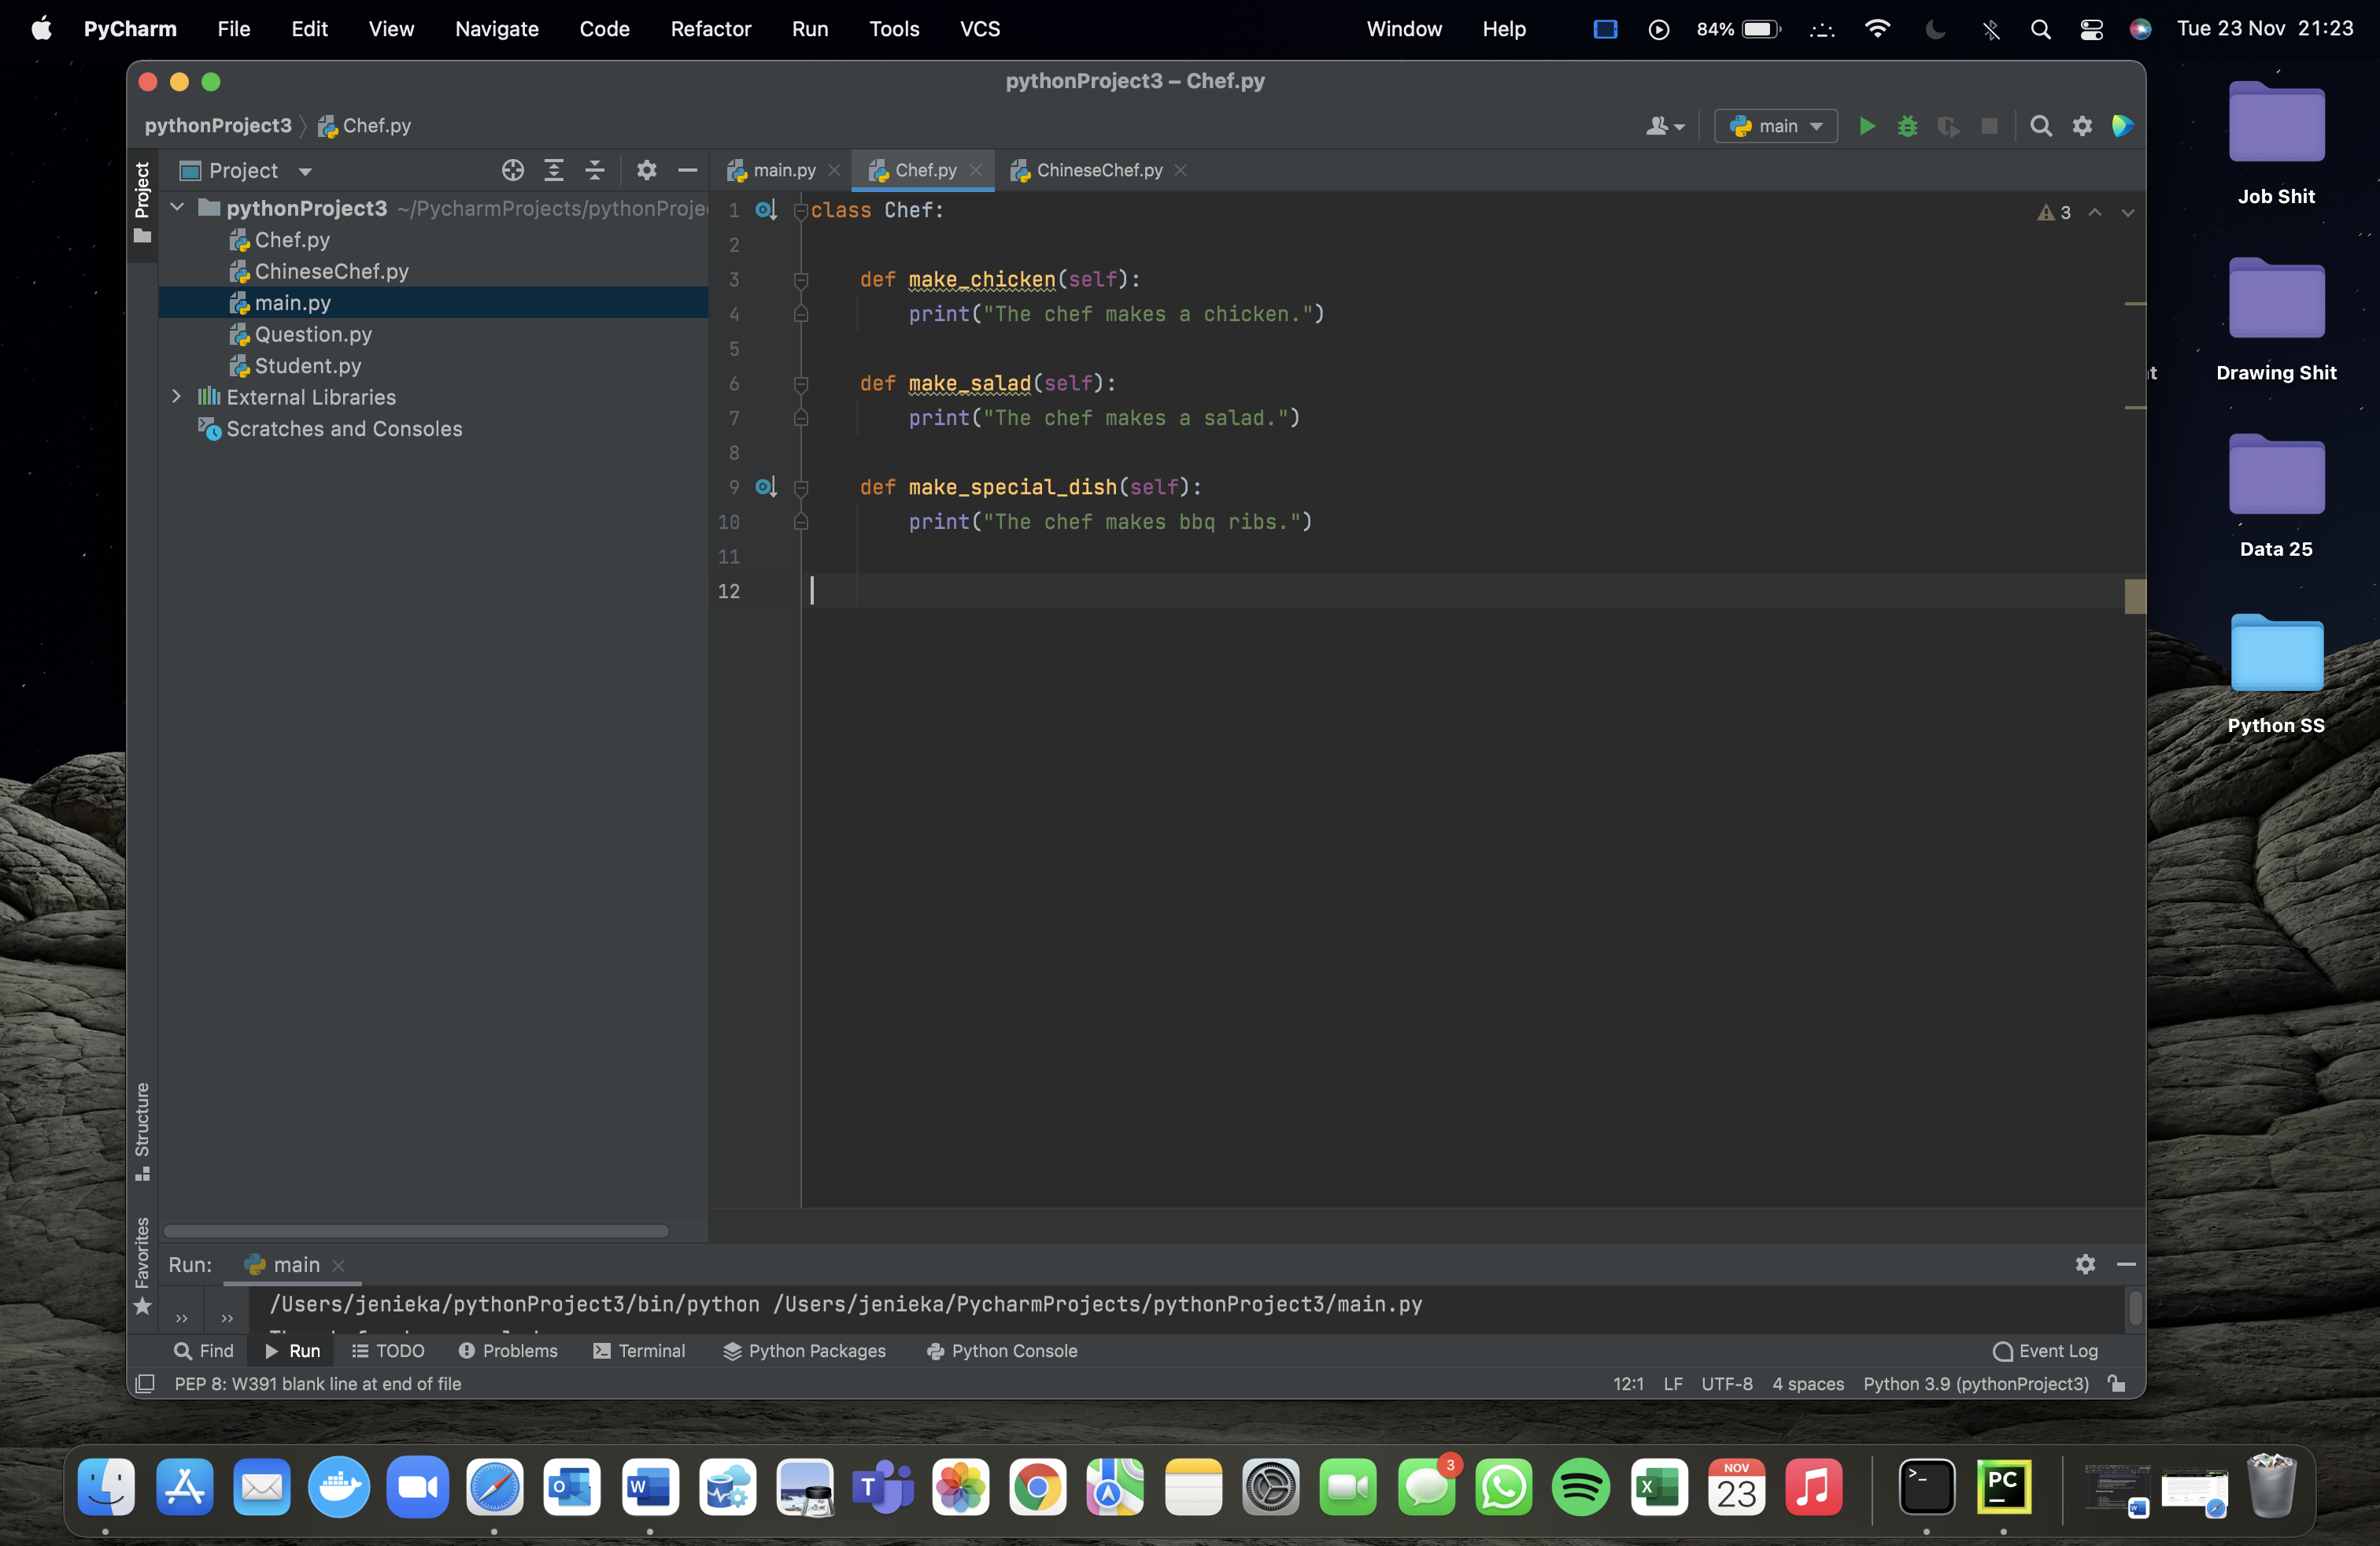 PyCharm File Edit View Navigate Code Refactor Run Tools VCS Window Help 84% Tue 23 Nov 21:23
pythonProject3 – Chef.py
pythonProject3 Chef.py main
Project
Project
main.py Chef.py ChineseChef.py
pythonProject3 ~/PycharmProjects/pythonProje
Chef.py
ChineseChef.py
main.py
Question.py
Student.py
External Libraries
Scratches and Consoles
1 class Chef:
3
2
3 def make_chicken(self):
4 print("The chef makes a chicken.")
5
6 def make_salad(self):
7 print("The chef makes a salad.")
8
9 def make_special_dish(self):
10 print("The chef makes bbq ribs.")
11
12
Job Shit
Drawing Shit
Data 25
Python SS
Structure
Favorites
Run: main
/Users/jenieka/pythonProject3/bin/python /Users/jenieka/PycharmProjects/pythonProject3/main.py
Find Run TODO Problems Terminal Python Packages Python Console Event Log
PEP 8: W391 blank line at end of file 12:1 LF UTF-8 4 spaces Python 3.9 (pythonProject3)
NOV
23
3
PC